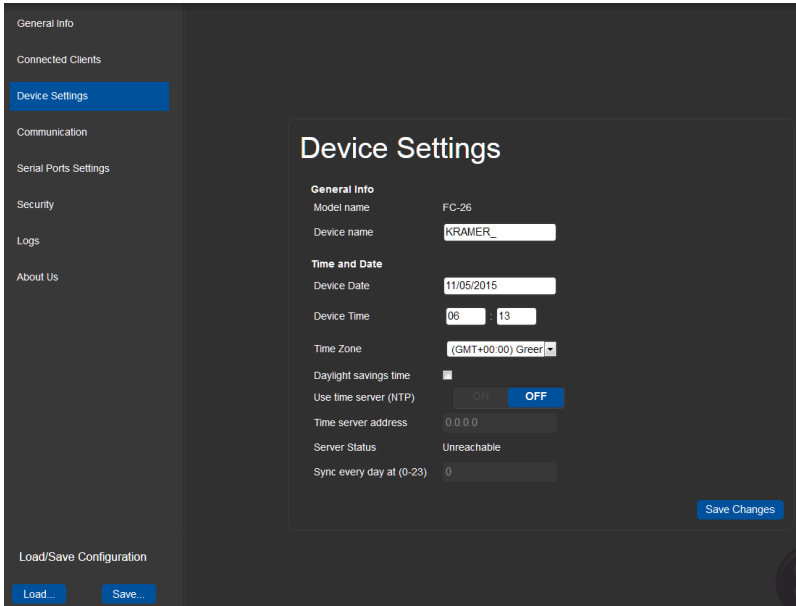 General Info
Connected Clients
Device Settings
Communication
Serial Ports Settings
Security
Logs
About Us
Load/Save Configuration
Load... Save...
Device Settings
General Info
Model name FC-26
Device name KRAMER_
Time and Date
Device Date 11/05/2015
Device Time 06 : 13
Time Zone (GMT+00:00) Greer
Daylight savings time
Use time server (NTP) ON OFF
Time server address 0.0.0.0
Server Status Unreachable
Sync every day at (0-23) 0
Save Changes